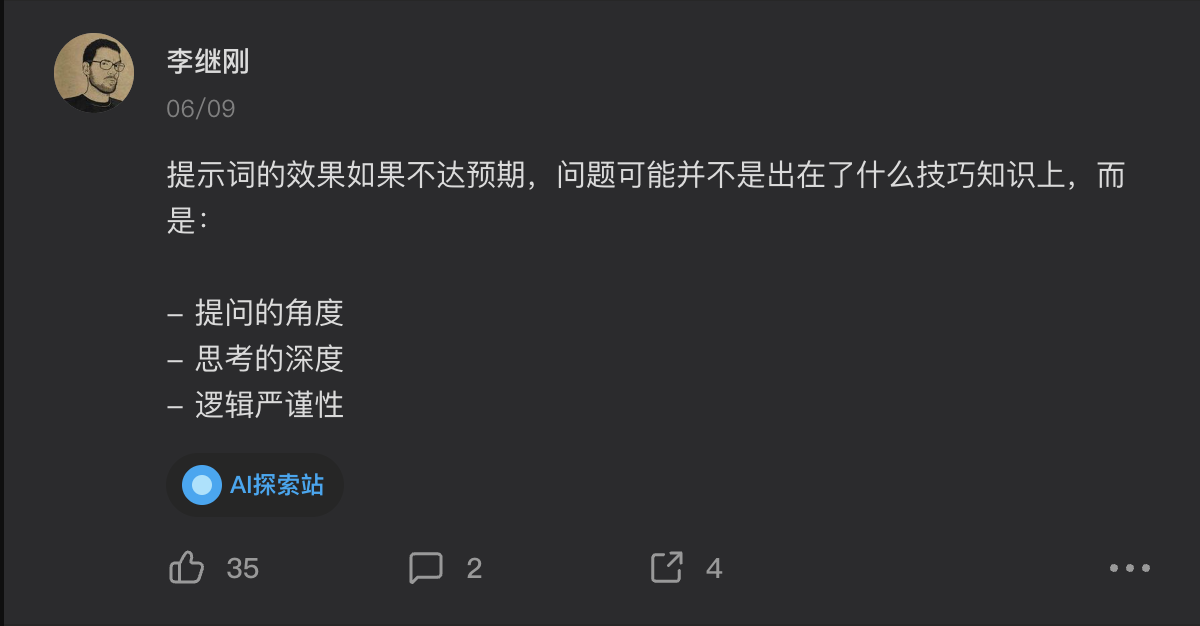 李继刚
06/09
提示词的效果如果不达预期，问题可能并不是出在了什么技巧知识上，而
是：
– 提问的角度
– 思考的深度
– 逻辑严谨性
AI探索站
35 2 4